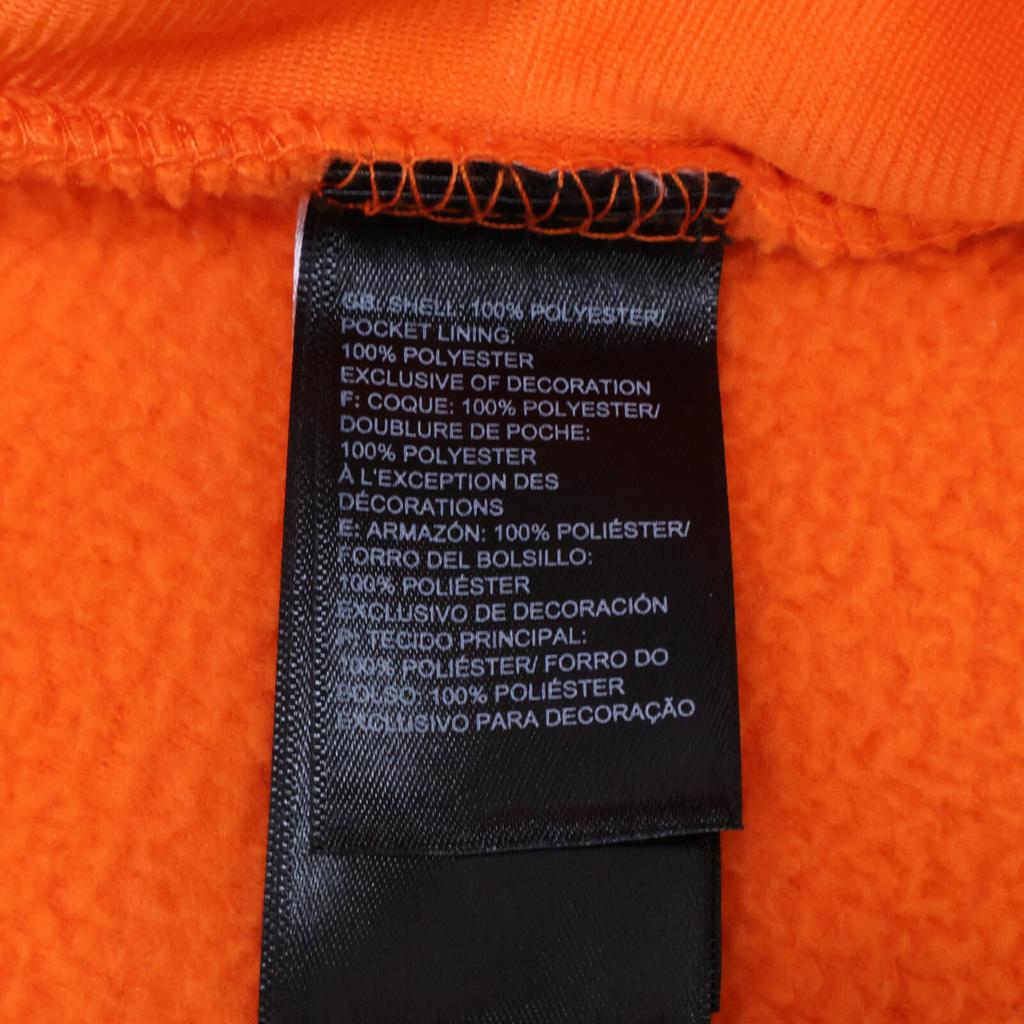 GB: SHELL: 100% POLYESTER/
POCKET LINING:
100% POLYESTER
EXCLUSIVE OF DECORATION
F: COQUE: 100% POLYESTER/
DOUBLURE DE POCHE:
100% POLYESTER
À L'EXCEPTION DES
DÉCORATIONS
E: ARMAZÓN: 100% POLIÉSTER/
FORRO DEL BOLSILLO:
100% POLIÉSTER
EXCLUSIVO DE DECORACIÓN
P: TECIDO PRINCIPAL:
100% POLIÉSTER/ FORRO DO
BOLSO: 100% POLIÉSTER
EXCLUSIVO PARA DECORAÇÃO